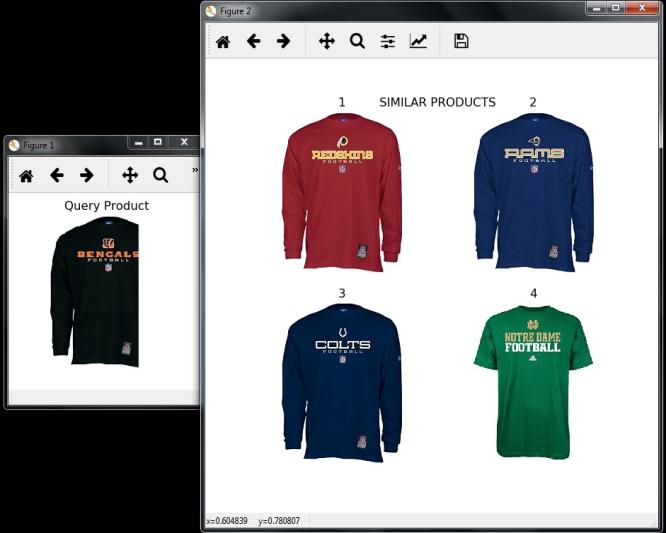 Figure 1
»
Query Product
BENGALS
FOOTBALL
Figure 2
SIMILAR PRODUCTS
1
REDSKINS
FOOTBALL
2
RAMS
FOOTBALL
3
COLTS
FOOTBALL
4
NOTRE DAME
FOOTBALL
x=0.604839 y=0.780807